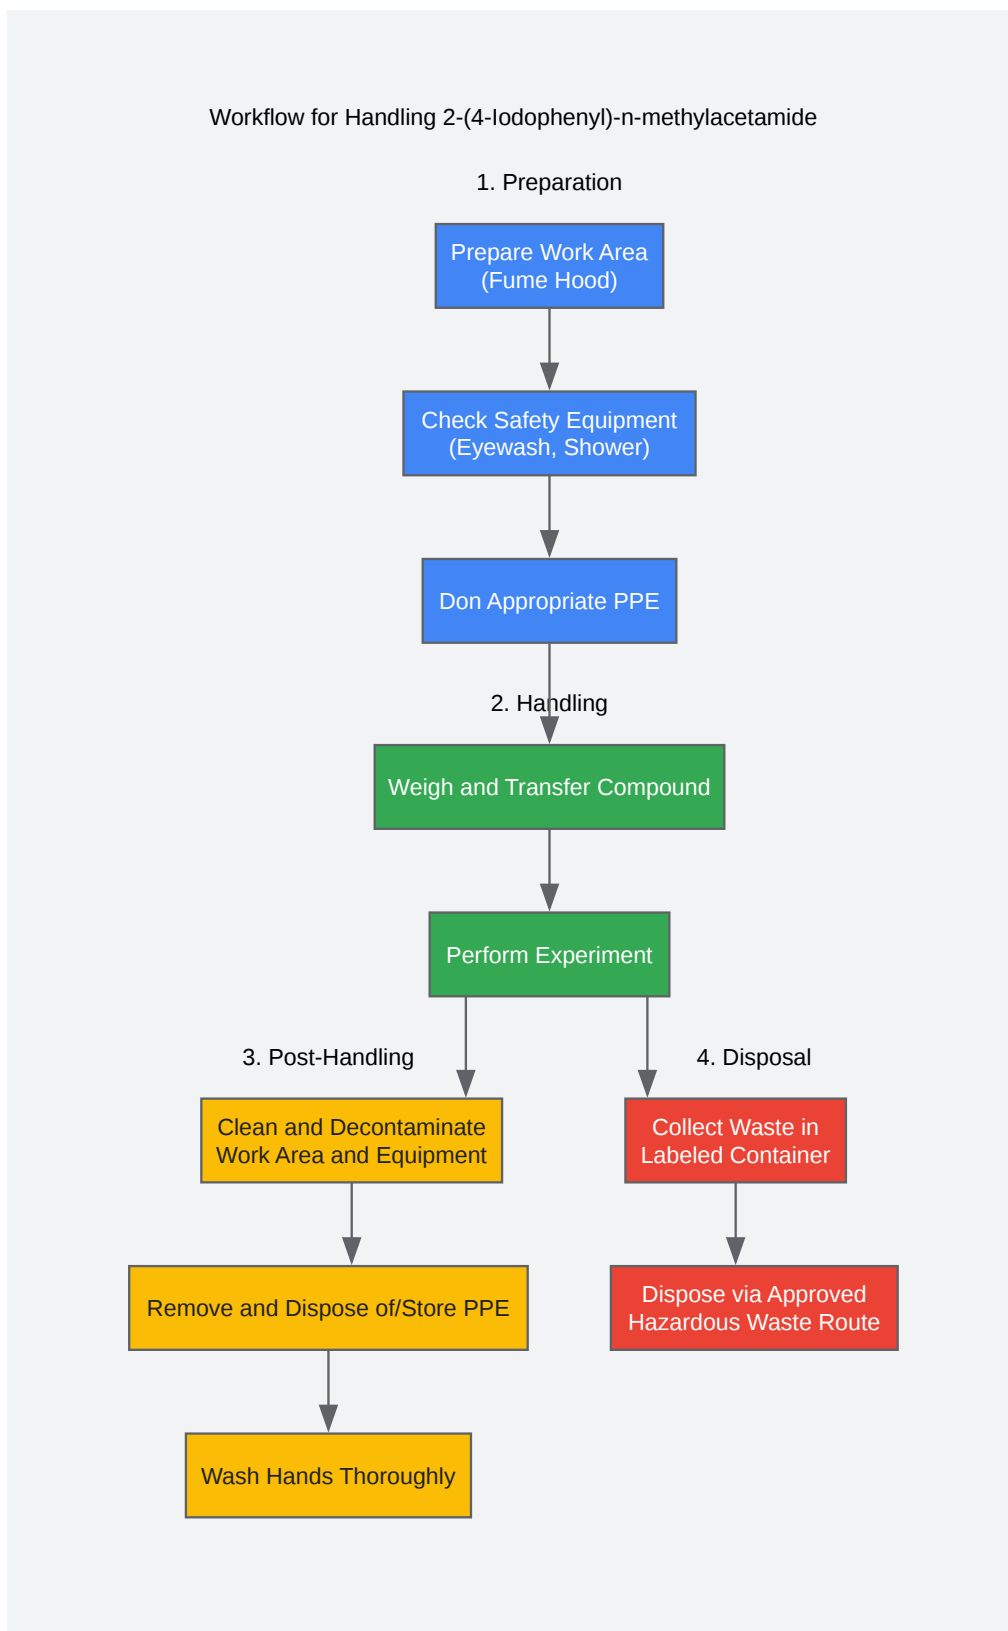 Workflow for Handling 2-(4-Iodophenyl)-n-methylacetamide
1. Preparation
Prepare Work Area
(Fume Hood)
Check Safety Equipment
(Eyewash, Shower)
Don Appropriate PPE
2. Handling
Weigh and Transfer Compound
Perform Experiment
3. Post-Handling
4. Disposal
Clean and Decontaminate
Work Area and Equipment
Collect Waste in
Labeled Container
Remove and Dispose of/Store PPE
Dispose via Approved
Hazardous Waste Route
Wash Hands Thoroughly